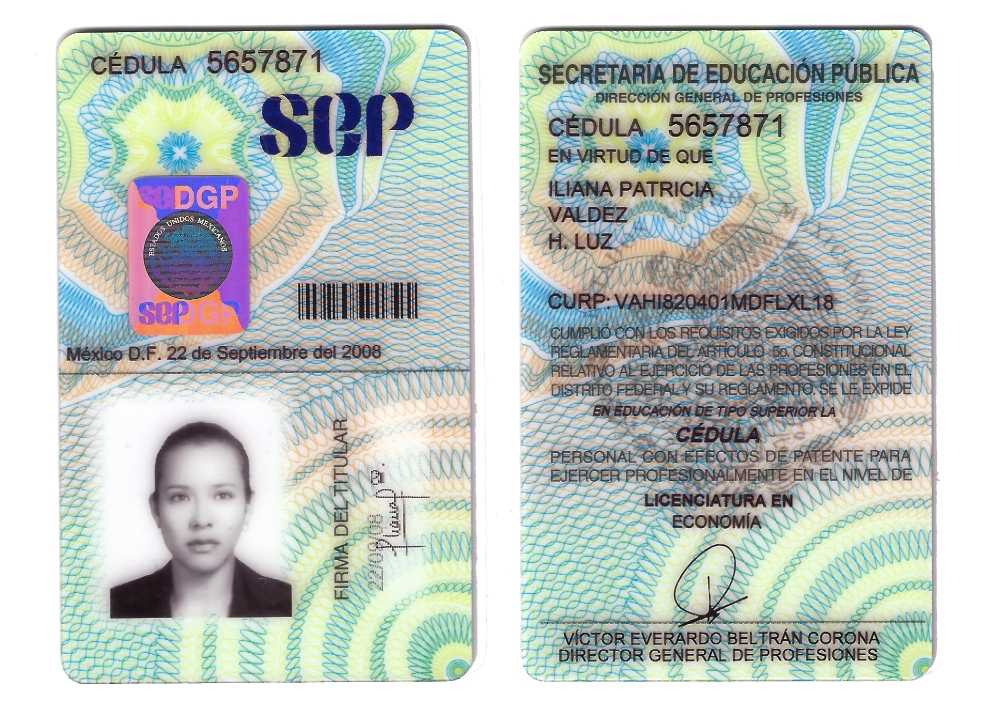 CÉDULA 5657871
sep
sep DGP
ESTADOS UNIDOS MEXICANOS
sep DGP
México D.F. 22 de Septiembre del 2008
FIRMA DEL TITULAR
22/09/08
SECRETARÍA DE EDUCACIÓN PÚBLICA
DIRECCIÓN GENERAL DE PROFESIONES
CÉDULA 5657871
EN VIRTUD DE QUE
ILIANA PATRICIA
VALDEZ
H. LUZ
CURP: VAHI820401MDFLXL18
CUMPLIÓ CON LOS REQUISITOS EXIGIDOS POR LA LEY
REGLAMENTARIA DEL ARTÍCULO 5o. CONSTITUCIONAL
RELATIVO AL EJERCICIO DE LAS PROFESIONES EN EL
DISTRITO FEDERAL Y SU REGLAMENTO, SE LE EXPIDE
EN EDUCACIÓN DE TIPO SUPERIOR LA
CÉDULA
PERSONAL CON EFECTOS DE PATENTE PARA
EJERCER PROFESIONALMENTE EN EL NIVEL DE
LICENCIATURA EN
ECONOMÍA
VÍCTOR EVERARDO BELTRÁN CORONA
DIRECTOR GENERAL DE PROFESIONES